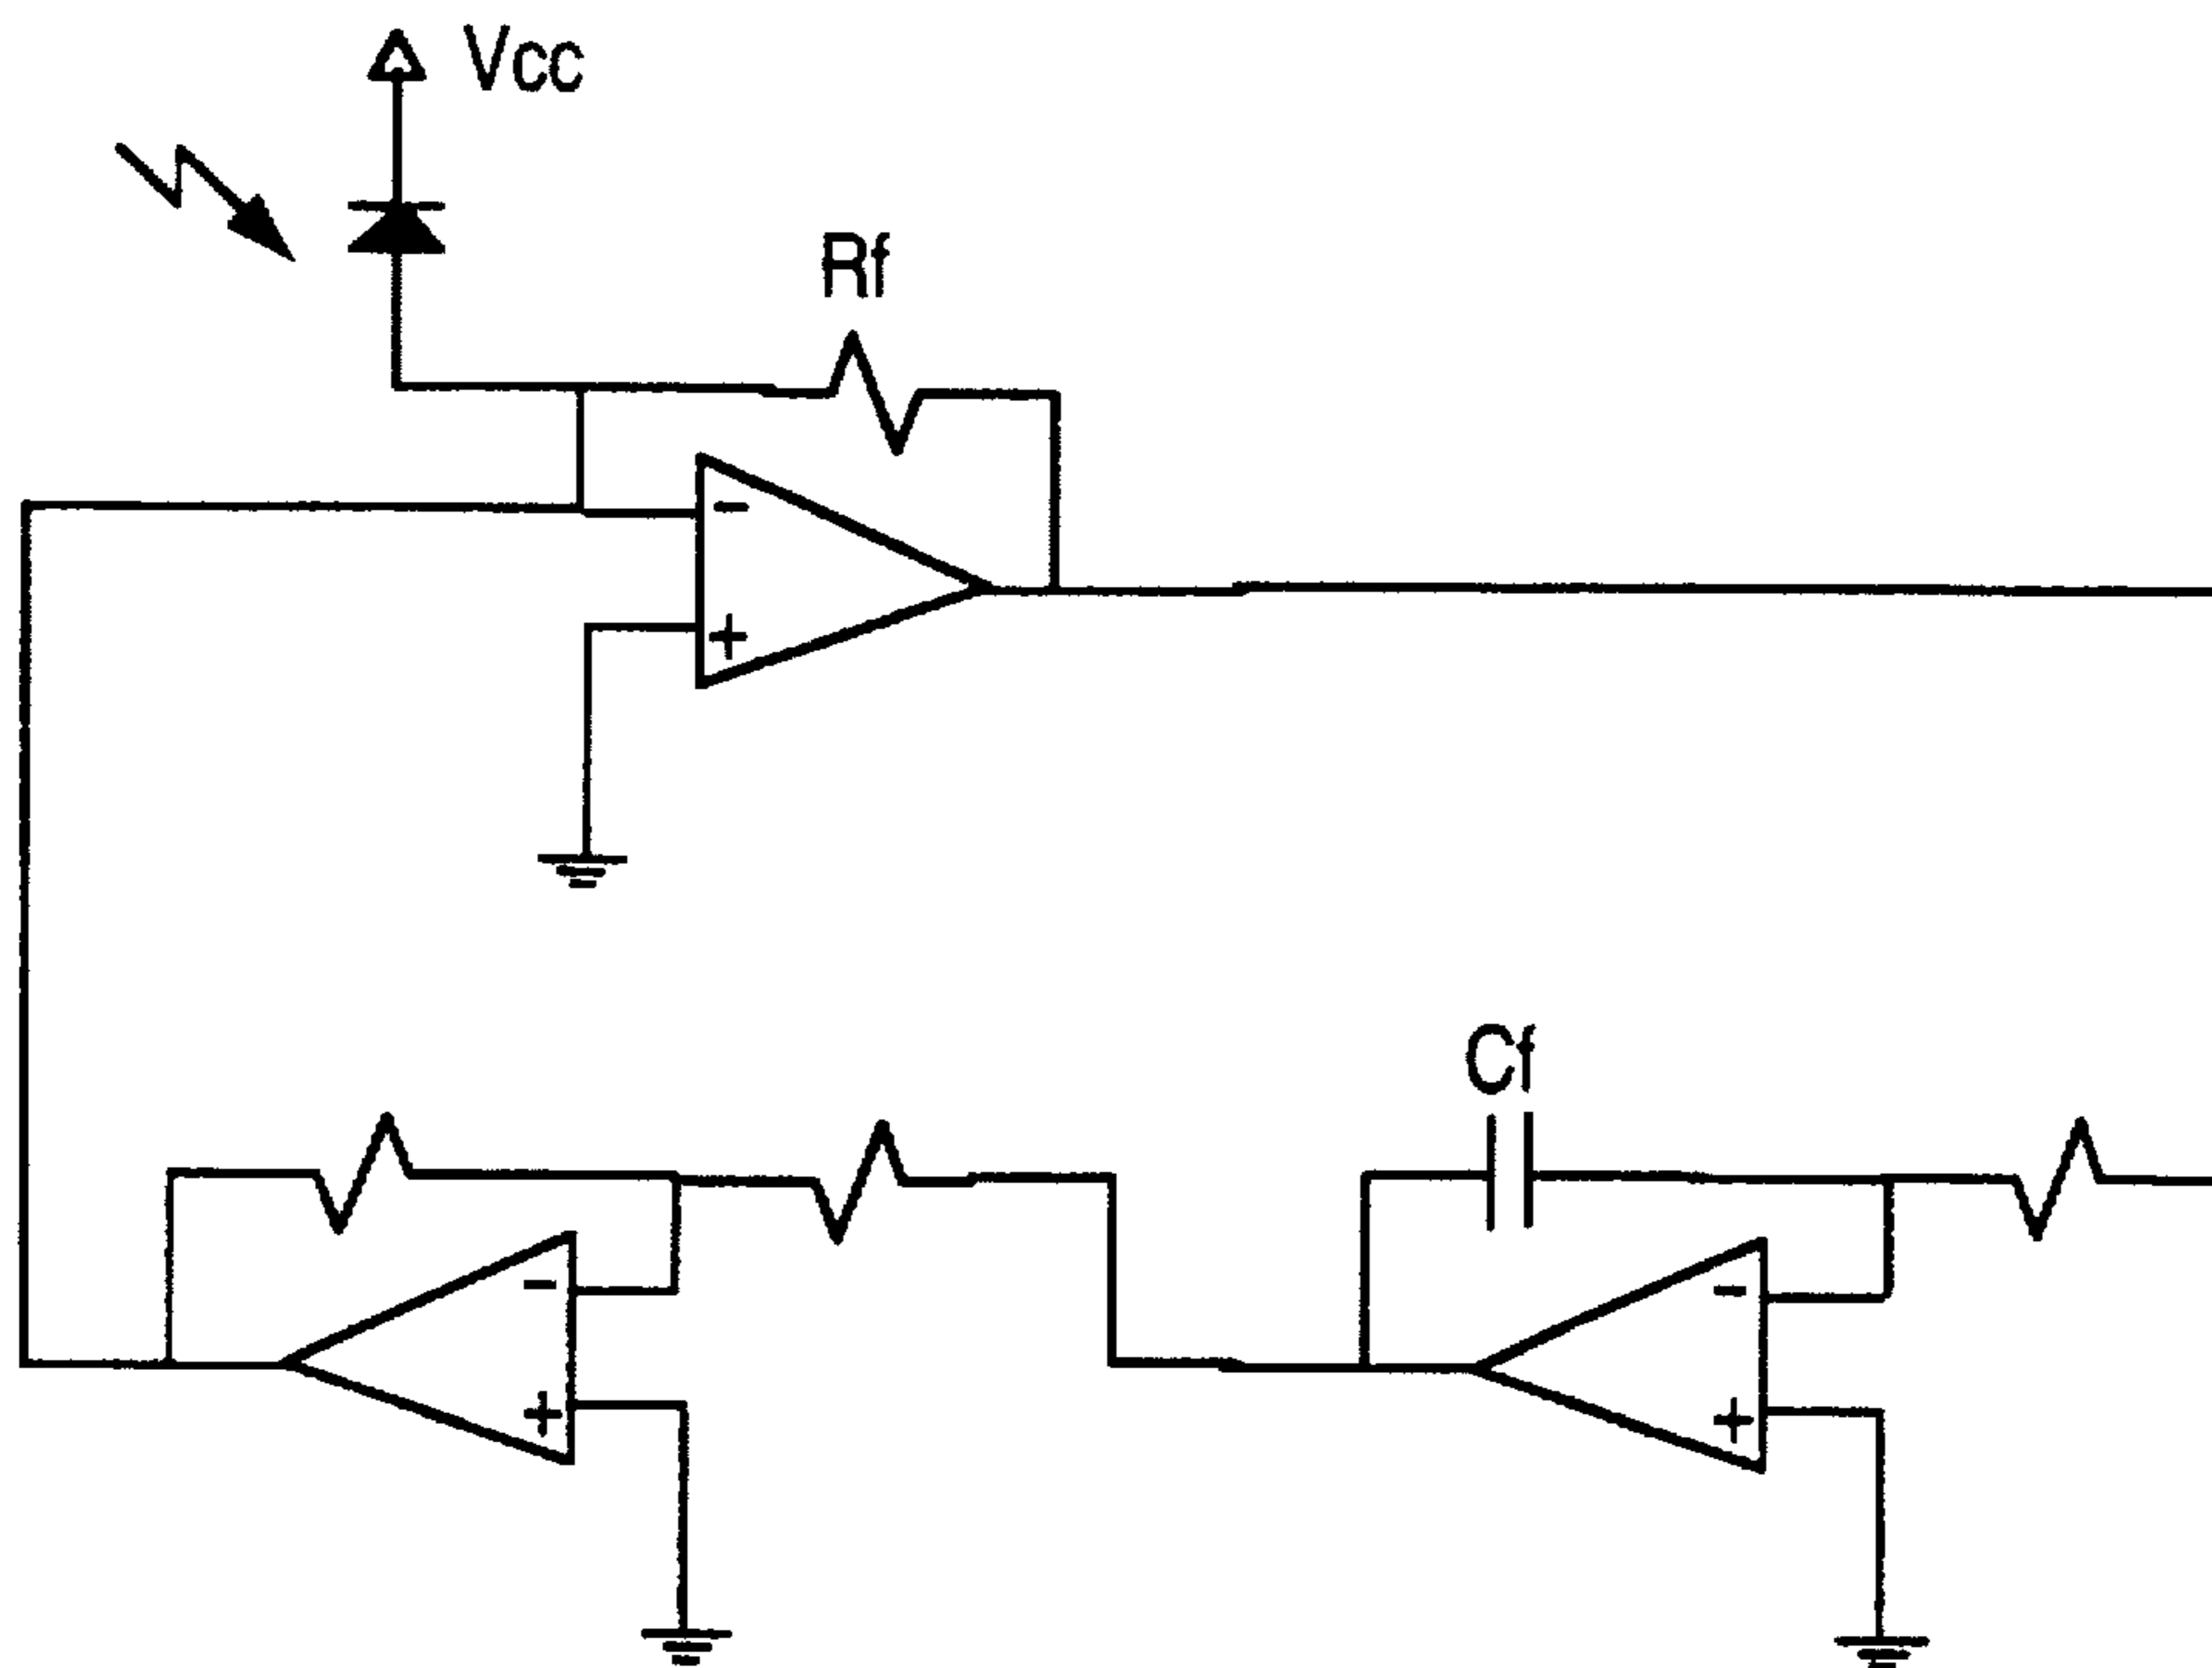 Vcc
Rf
- 
+
Cf
-
+
-
+